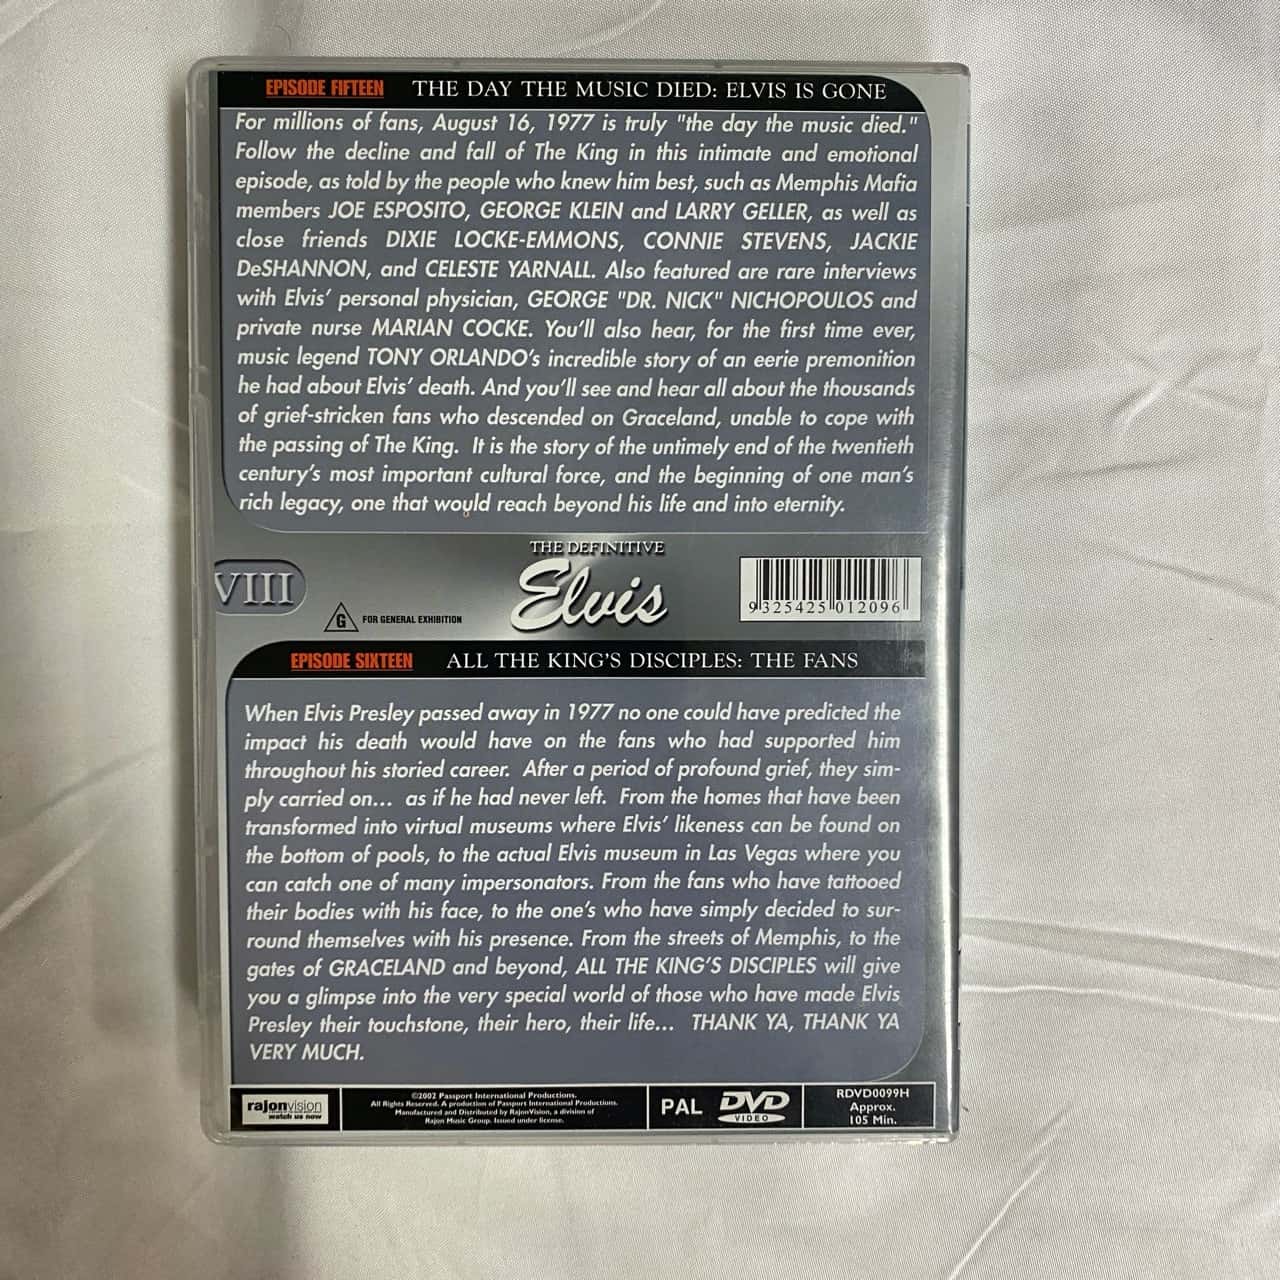 EPISODE FIFTEEN THE DAY THE MUSIC DIED: ELVIS IS GONE
For millions of fans, August 16, 1977 is truly "the day the music died."
Follow the decline and fall of The King in this intimate and emotional
episode, as told by the people who knew him best, such as Memphis Mafia
members JOE ESPOSITO, GEORGE KLEIN and LARRY GELLER, as well as
close friends DIXIE LOCKE-EMMONS, CONNIE STEVENS, JACKIE
DeSHANNON, and CELESTE YARNALL. Also featured are rare interviews
with Elvis' personal physician, GEORGE "DR. NICK" NICHOPOULOS and
private nurse MARIAN COCKE. You'll also hear, for the first time ever,
music legend TONY ORLANDO's incredible story of an eerie premonition
he had about Elvis' death. And you'll see and hear all about the thousands
of grief-stricken fans who descended on Graceland, unable to cope with
the passing of The King. It is the story of the untimely end of the twentieth
century's most important cultural force, and the beginning of one man's
rich legacy, one that would reach beyond his life and into eternity.
VIII
G FOR GENERAL EXHIBITION
THE DEFINITIVE
Elvis
9 325425 012096
EPISODE SIXTEEN ALL THE KING'S DISCIPLES: THE FANS
When Elvis Presley passed away in 1977 no one could have predicted the
impact his death would have on the fans who had supported him
throughout his storied career. After a period of profound grief, they sim-
ply carried on... as if he had never left. From the homes that have been
transformed into virtual museums where Elvis' likeness can be found on
the bottom of pools, to the actual Elvis museum in Las Vegas where you
can catch one of many impersonators. From the fans who have tattooed
their bodies with his face, to the one's who have simply decided to sur-
round themselves with his presence. From the streets of Memphis, to the
gates of GRACELAND and beyond, ALL THE KING'S DISCIPLES will give
you a glimpse into the very special world of those who have made Elvis
Presley their touchstone, their hero, their life... THANK YA, THANK YA
VERY MUCH.
rajonvision
watch us now
©2002 Passport International Productions.
All Rights Reserved. A production of Passport International Productions.
Manufactured and Distributed by RajonVision, a division of
Rajon Music Group. Issued under license.
PAL
DVD
VIDEO
RDVD0099H
Approx.
105 Min.